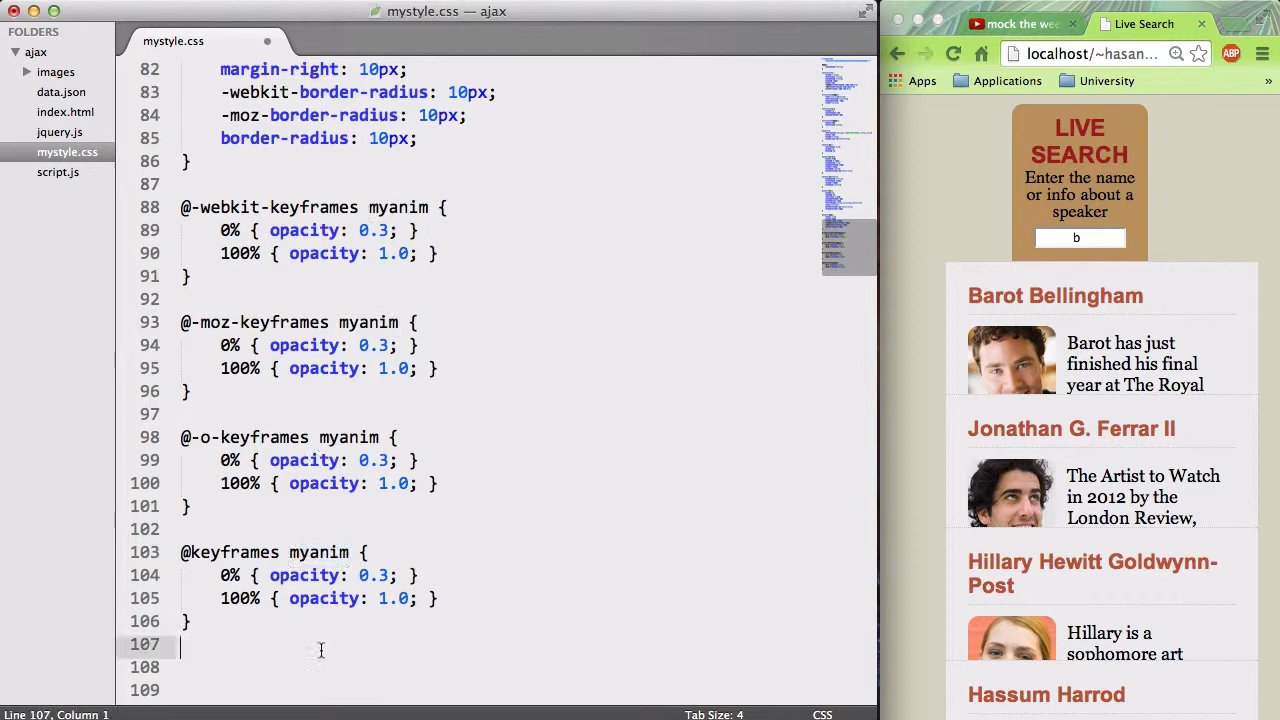 mystyle.css — ajax
FOLDERS
ajax
images
data.json
index.html
jquery.js
mystyle.css
script.js
mystyle.css
82 margin-right: 10px;
83 -webkit-border-radius: 10px;
84 -moz-border-radius: 10px;
85 border-radius: 10px;
86 }
87
88 @-webkit-keyframes myanim {
89 0% { opacity: 0.3; }
90 100% { opacity: 1.0; }
91 }
92
93 @-moz-keyframes myanim {
94 0% { opacity: 0.3; }
95 100% { opacity: 1.0; }
96 }
97
98 @-o-keyframes myanim {
99 0% { opacity: 0.3; }
100 100% { opacity: 1.0; }
101 }
102
103 @keyframes myanim {
104 0% { opacity: 0.3; }
105 100% { opacity: 1.0; }
106 }
107
108
109
Line 107, Column 1
Tab Size: 4
CSS
mock the wee
Live Search
localhost/~hasan...
ABP
Apps
Applications
University
»
LIVE
SEARCH
Enter the name
or info about a
speaker
b
Barot Bellingham
Barot has just
finished his final
year at The Royal
Jonathan G. Ferrar II
The Artist to Watch
in 2012 by the
London Review,
Hillary Hewitt Goldwynn-
Post
Hillary is a
sophomore art
Hassum Harrod